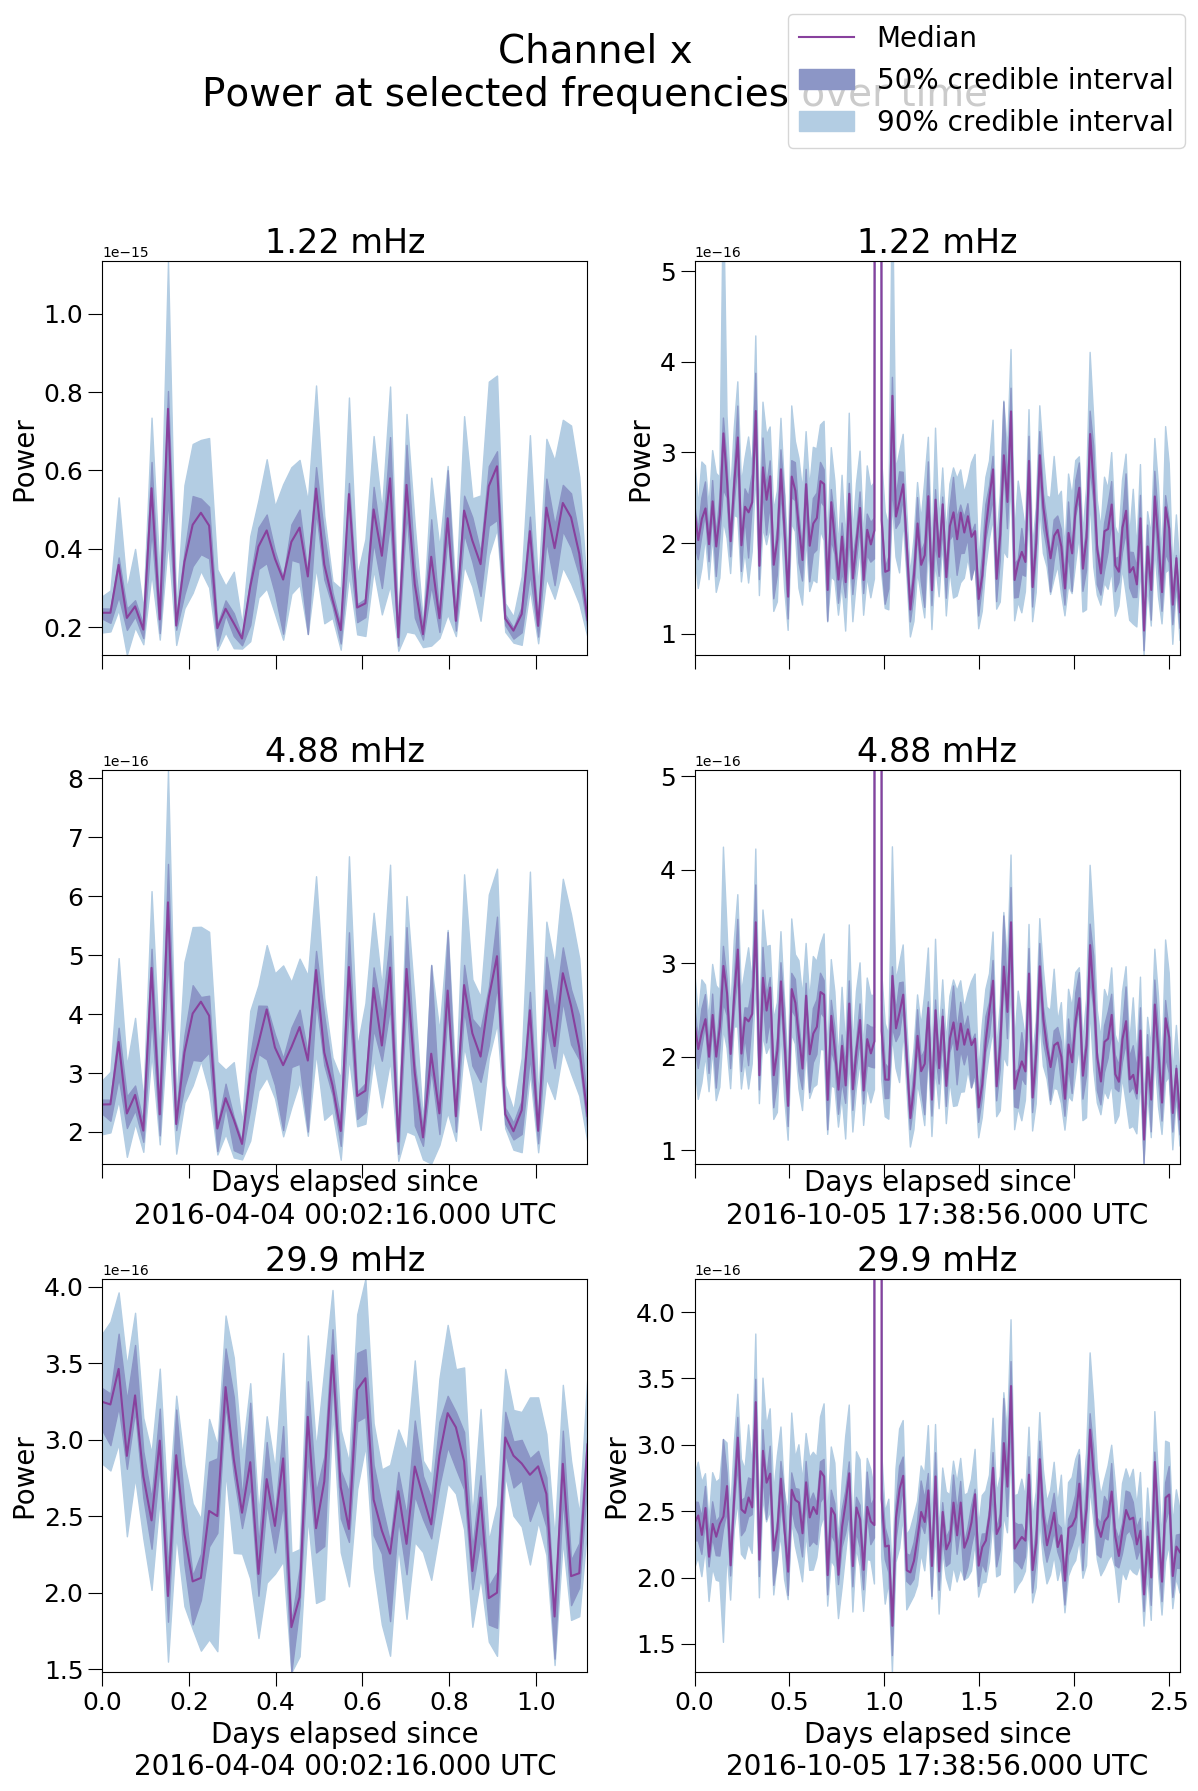 Channel x
Power at selected frequencies over time
Median
50% credible interval
90% credible interval
1.22 mHz
1e−15
Power
1.0
0.8
0.6
0.4
0.2
1.22 mHz
1e−16
Power
5
4
3
2
1
4.88 mHz
1e−16
8
7
6
5
4
3
2
Days elapsed since
2016-04-04 00:02:16.000 UTC
4.88 mHz
1e−16
5
4
3
2
1
Days elapsed since
2016-10-05 17:38:56.000 UTC
29.9 mHz
1e−16
Power
4.0
3.5
3.0
2.5
2.0
1.5
0.0 0.2 0.4 0.6 0.8 1.0
Days elapsed since
2016-04-04 00:02:16.000 UTC
29.9 mHz
1e−16
Power
4.0
3.5
3.0
2.5
2.0
1.5
0.0 0.5 1.0 1.5 2.0 2.5
Days elapsed since
2016-10-05 17:38:56.000 UTC